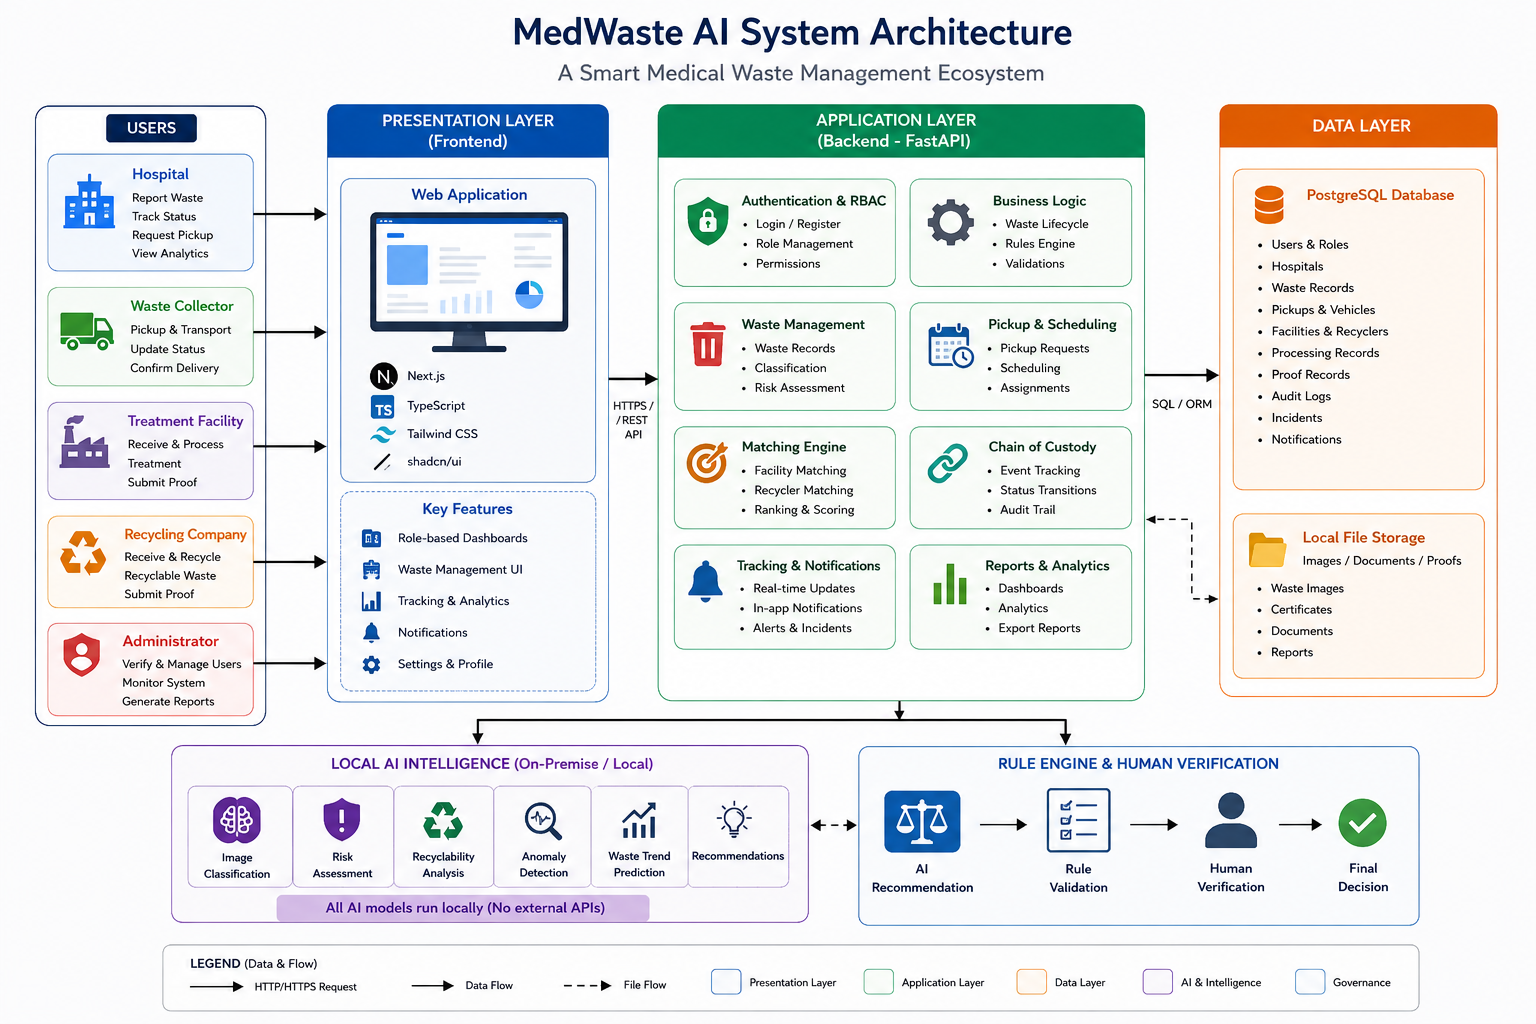 MedWaste AI System Architecture
A Smart Medical Waste Management Ecosystem
USERS
Hospital
Report Waste
Track Status
Request Pickup
View Analytics
Waste Collector
Pickup & Transport
Update Status
Confirm Delivery
Treatment Facility
Receive & Process
Treatment
Submit Proof
Recycling Company
Receive & Recycle
Recyclable Waste
Submit Proof
Administrator
Verify & Manage Users
Monitor System
Generate Reports
PRESENTATION LAYER
(Frontend)
Web Application
N
Next.js
TS
TypeScript
Tailwind CSS
shadcn/ui
Key Features
Role-based Dashboards
Waste Management UI
Tracking & Analytics
Notifications
Settings & Profile
HTTPS /
/REST
API
APPLICATION LAYER
(Backend - FastAPI)
Authentication & RBAC
• Login / Register
• Role Management
• Permissions
Business Logic
• Waste Lifecycle
• Rules Engine
• Validations
Waste Management
• Waste Records
• Classification
• Risk Assessment
Pickup & Scheduling
• Pickup Requests
• Scheduling
• Assignments
Matching Engine
• Facility Matching
• Recycler Matching
• Ranking & Scoring
Chain of Custody
• Event Tracking
• Status Transitions
• Audit Trail
Tracking & Notifications
• Real-time Updates
• In-app Notifications
• Alerts & Incidents
Reports & Analytics
• Dashboards
• Analytics
• Export Reports
SQL / ORM
DATA LAYER
PostgreSQL Database
• Users & Roles
• Hospitals
• Waste Records
• Pickups & Vehicles
• Facilities & Recyclers
• Processing Records
• Proof Records
• Audit Logs
• Incidents
• Notifications
Local File Storage
Images / Documents / Proofs
• Waste Images
• Certificates
• Documents
• Reports
LOCAL AI INTELLIGENCE (On-Premise / Local)
Image
Classification
Risk
Assessment
Recyclability
Analysis
Anomaly
Detection
Waste Trend
Prediction
Recommendations
All AI models run locally (No external APIs)
RULE ENGINE & HUMAN VERIFICATION
AI
Recommendation
Rule
Validation
Human
Verification
Final
Decision
LEGEND (Data & Flow)
HTTP/HTTPS Request
Data Flow
File Flow
Presentation Layer
Application Layer
Data Layer
AI & Intelligence
Governance